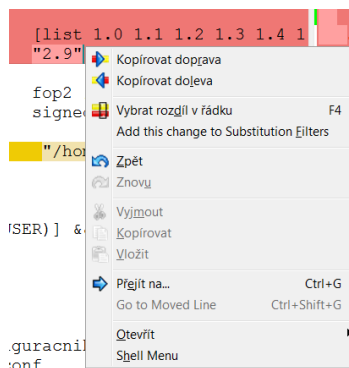 [list 1.0 1.1 1.2 1.3 1.4 1
"2.9"
Kopírovat doprava
Kopírovat doleva
fop2
signe
Vybrat rozdíl v řádku F4
Add this change to Substitution Filters
"/ho
Zpět
Znovu
Vyjmout
USER)] &
Kopírovat
Vložit
Přejít na... Ctrl+G
Go to Moved Line Ctrl+Shift+G
Otevřít
guracni
Shell Menu
conf